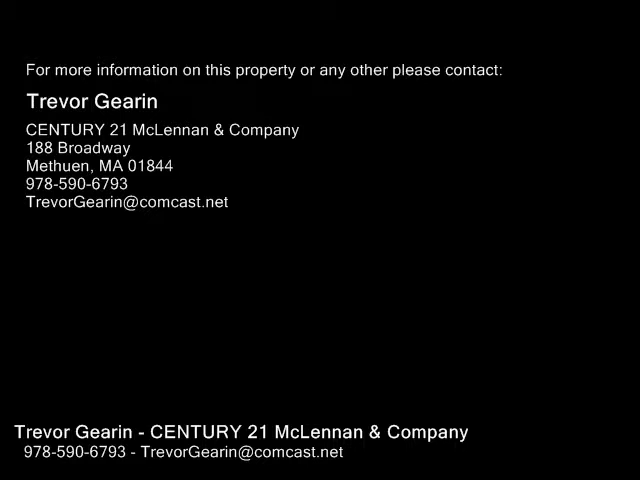 For more information on this property or any other please contact:
Trevor Gearin
CENTURY 21 McLennan & Company
188 Broadway
Methuen, MA 01844
978-590-6793
TrevorGearin@comcast.net
Trevor Gearin - CENTURY 21 McLennan & Company
978-590-6793 - TrevorGearin@comcast.net